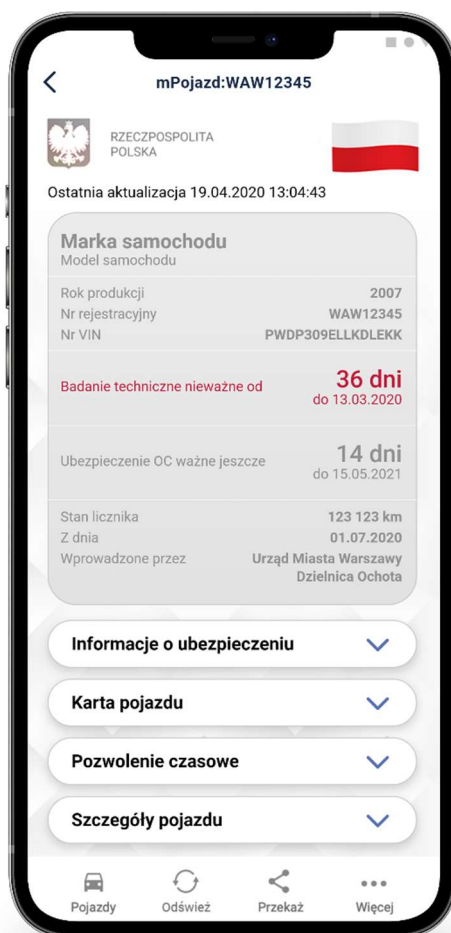 mPojazd:WAW12345
RZECZPOSPOLITA
POLSKA
Ostatnia aktualizacja 19.04.2020 13:04:43
Marka samochodu
Model samochodu
Rok produkcji 2007
Nr rejestracyjny WAW12345
Nr VIN PWDP309ELLKDLEKK
Badanie techniczne nieważne od 36 dni
do 13.03.2020
Ubezpieczenie OC ważne jeszcze 14 dni
do 15.05.2021
Stan licznika 123 123 km
Z dnia 01.07.2020
Wprowadzone przez Urząd Miasta Warszawy
Dzielnica Ochota
Informacje o ubezpieczeniu
Karta pojazdu
Pozwolenie czasowe
Szczegóły pojazdu
Pojazdy Odśwież Przekaż Więcej